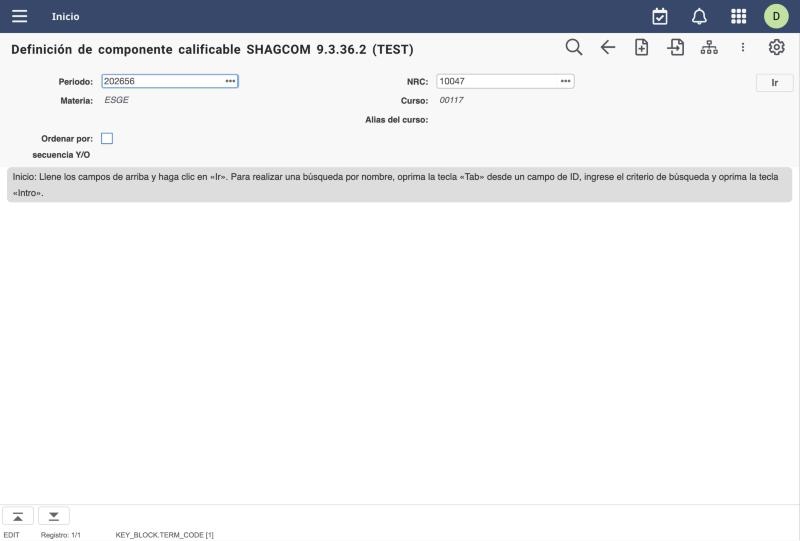 Inicio
D
Definición de componente calificable SHAGCOM 9.3.36.2 (TEST)
Periodo: 202656 ••• NRC: 10047 ••• Ir
Materia: ESGE Curso: 00117
Alias del curso:
Ordenar por:
secuencia Y/O
Inicio: Llene los campos de arriba y haga clic en «Ir». Para realizar una búsqueda por nombre, oprima la tecla «Tab» desde un campo de ID, ingrese el criterio de búsqueda y oprima la tecla
«Intro».
EDIT Registro: 1/1 KEY_BLOCK.TERM_CODE [1]